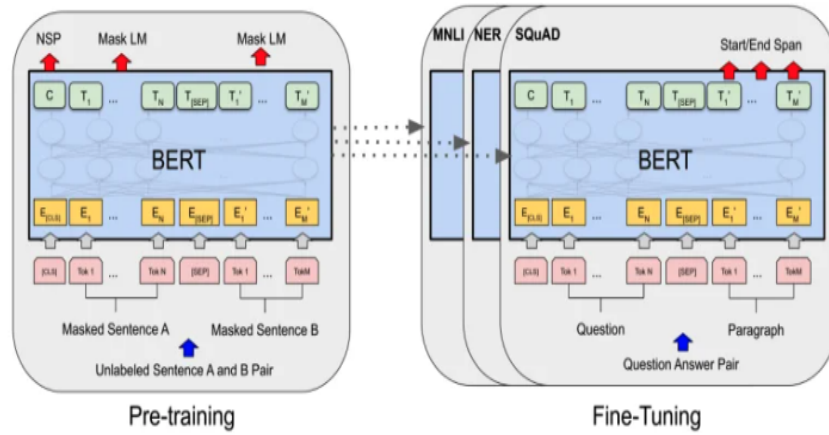 NSP Mask LM Mask LM
C T1 ... TN T[SEP] T1' ... TM'
BERT
E[CLS] E1 ... EN E[SEP] E1' ... EM'
[CLS] Tok 1 ... Tok N [SEP] Tok 1 ... TokM
Masked Sentence A Masked Sentence B
Unlabeled Sentence A and B Pair
Pre-training
MNLI NER SQuAD
Start/End Span
C T1 ... TN T[SEP] T1' ... TM'
BERT
E[CLS] E1 ... EN E[SEP] E1' ... EM'
[CLS] Tok 1 ... Tok N [SEP] Tok 1 ... TokM
Question Paragraph
Question Answer Pair
Fine-Tuning